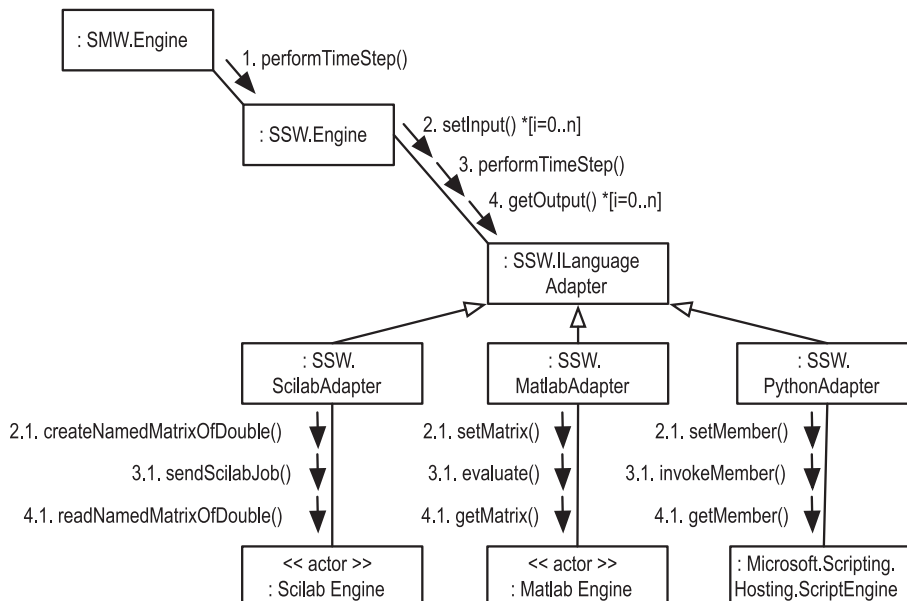 : SMW.Engine
1. performTimeStep()
: SSW.Engine
2. setInput() *[i=0..n]
3. performTimeStep()
4. getOutput() *[i=0..n]
: SSW.ILanguage
Adapter
: SSW.
ScilabAdapter
: SSW.
MatlabAdapter
: SSW.
PythonAdapter
2.1. createNamedMatrixOfDouble()
3.1. sendScilabJob()
4.1. readNamedMatrixOfDouble()
2.1. setMatrix()
3.1. evaluate()
4.1. getMatrix()
2.1. setMember()
3.1. invokeMember()
4.1. getMember()
<< actor >>
: Scilab Engine
<< actor >>
: Matlab Engine
: Microsoft.Scripting.
Hosting.ScriptEngine